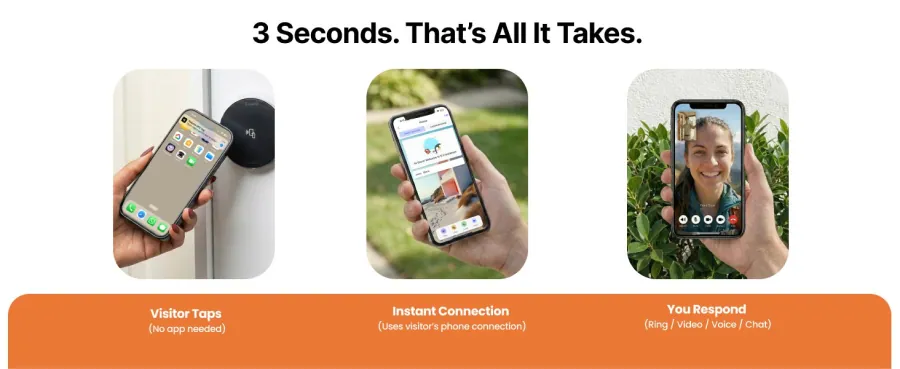 3 Seconds. That's All It Takes.
Visitor Taps
(No app needed)
Instant Connection
(Uses visitor's phone connection)
You Respond
(Ring / Video / Voice / Chat)